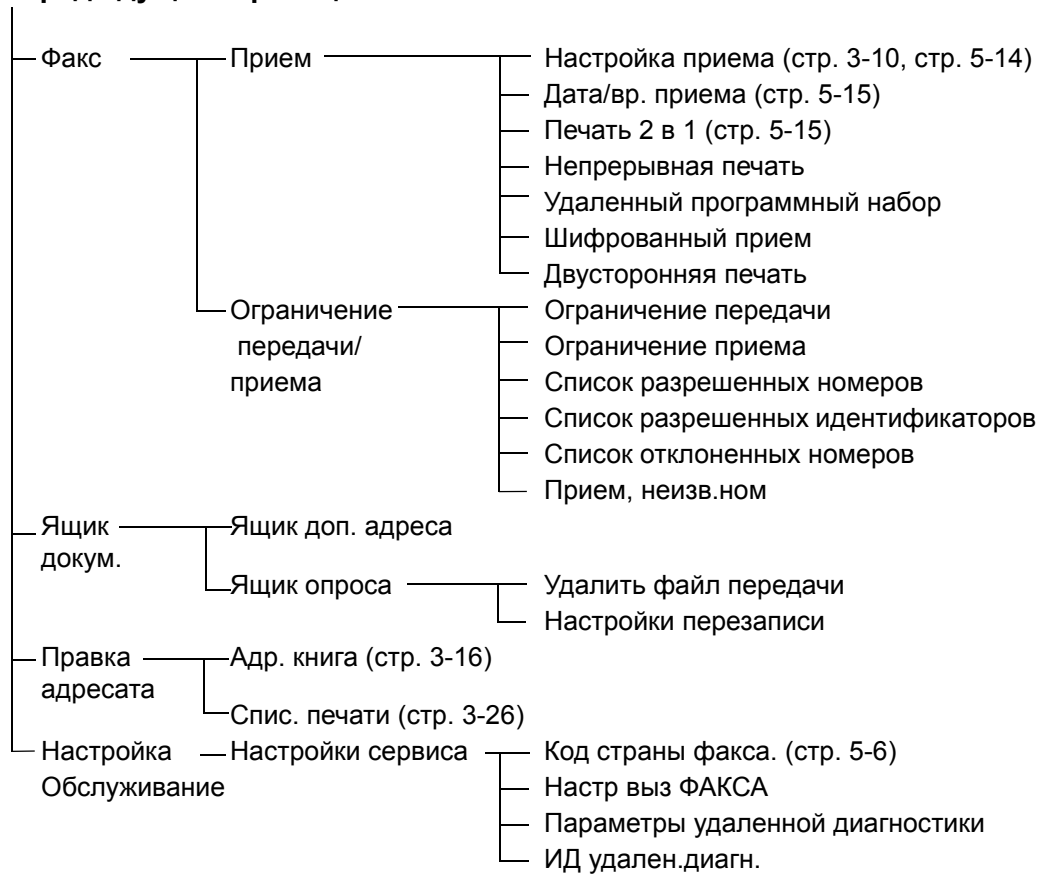 Факс Прием Настройка приема (стр. 3-10, стр. 5-14)
Дата/вр. приема (стр. 5-15)
Печать 2 в 1 (стр. 5-15)
Непрерывная печать
Удаленный программный набор
Шифрованный прием
Двусторонняя печать
Ограничение Ограничение передачи
передачи/ Ограничение приема
приема Список разрешенных номеров
Список разрешенных идентификаторов
Список отклоненных номеров
Прием, неизв.ном
Ящик Ящик доп. адреса
докум.
Ящик опроса Удалить файл передачи
Настройки перезаписи
Правка Адр. книга (стр. 3-16)
адресата
Спис. печати (стр. 3-26)
Настройка Настройки сервиса Код страны факса. (стр. 5-6)
Обслуживание Настр выз ФАКСА
Параметры удаленной диагностики
ИД удален.диагн.